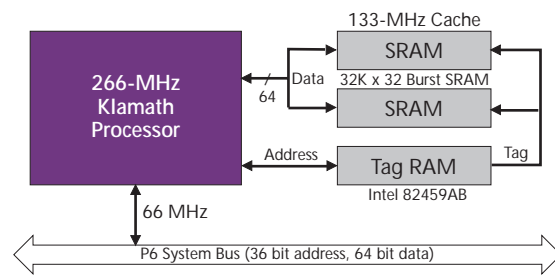 133-MHz Cache
SRAM
32K x 32 Burst SRAM
SRAM
266-MHz
Klamath
Processor
Data
64
Address
Tag RAM
Tag
Intel 82459AB
66 MHz
P6 System Bus (36 bit address, 64 bit data)